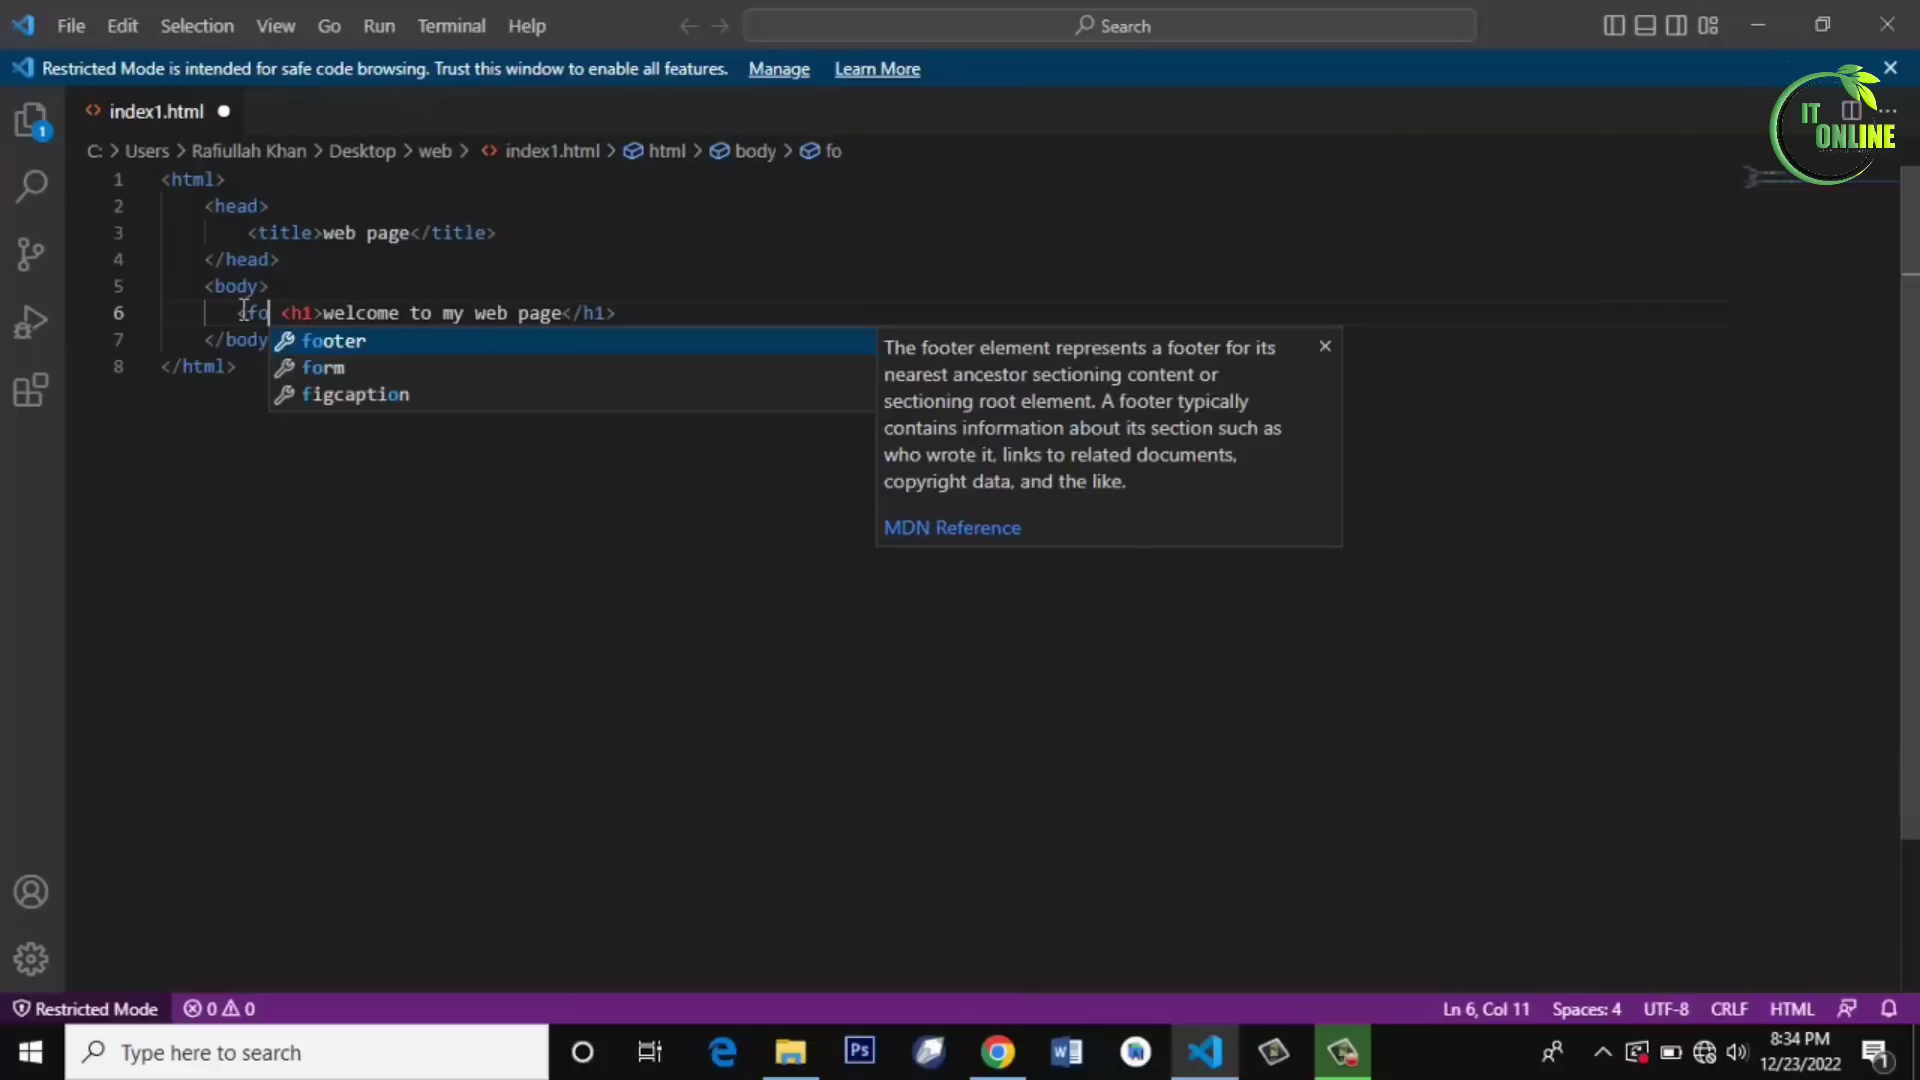 File Edit Selection View Go Run Terminal Help Search
Restricted Mode is intended for safe code browsing. Trust this window to enable all features. Manage Learn More
IT ONLINE
index1.html
C: > Users > Rafiullah Khan > Desktop > web > index1.html > html > body > fo
1 <html>
2 <head>
3 <title>web page</title>
4 </head>
5 <body>
6 <fo <h1>welcome to my web page</h1>
7 </body
8 </html>
footer
form
figcaption
The footer element represents a footer for its
nearest ancestor sectioning content or
sectioning root element. A footer typically
contains information about its section such as
who wrote it, links to related documents,
copyright data, and the like.
MDN Reference
1
Restricted Mode 0 0 Ln 6, Col 11 Spaces: 4 UTF-8 CRLF HTML
Type here to search Ps 8:34 PM
12/23/2022 1